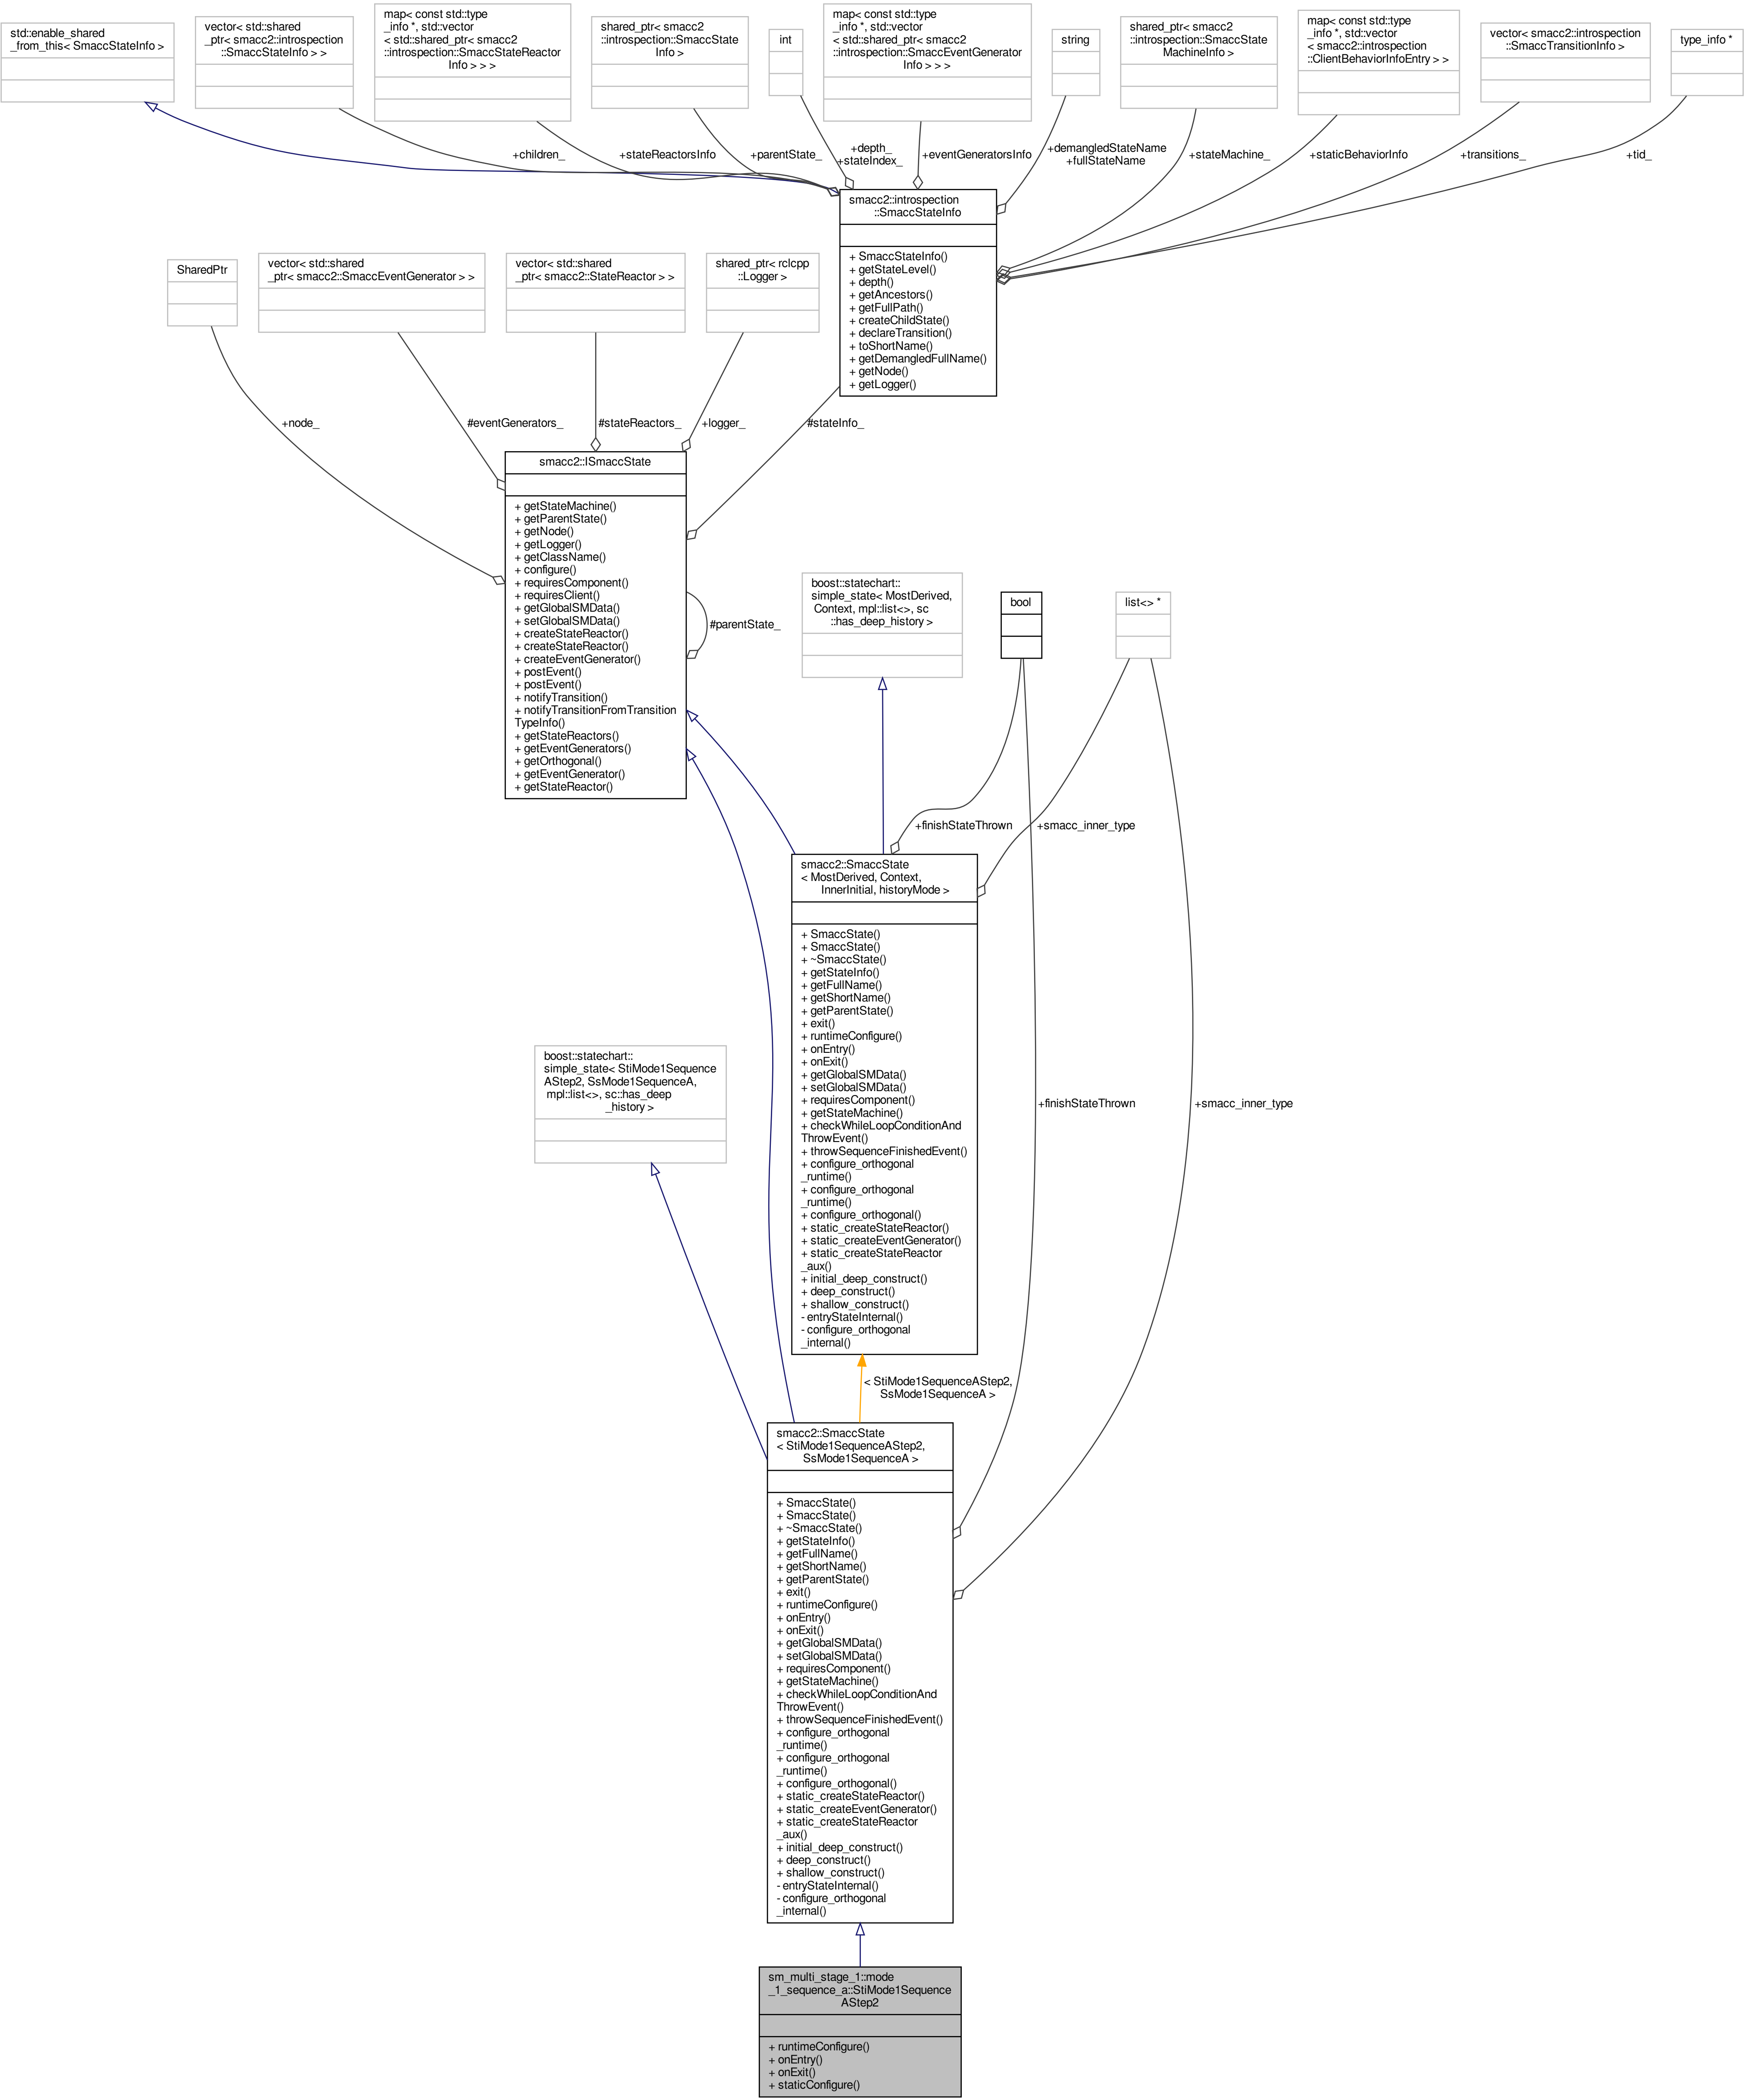 std::enable_shared
_from_this< SmaccStateInfo >
vector< std::shared
_ptr< smacc2::introspection
::SmaccStateInfo > >
map< const std::type
_info *, std::vector
< std::shared_ptr< smacc2
::introspection::SmaccStateReactor
Info > > >
shared_ptr< smacc2
::introspection::SmaccState
Info >
int
map< const std::type
_info *, std::vector
< std::shared_ptr< smacc2
::introspection::SmaccEventGenerator
Info > > >
string
shared_ptr< smacc2
::introspection::SmaccState
MachineInfo >
map< const std::type
_info *, std::vector
< smacc2::introspection
::ClientBehaviorInfoEntry > >
vector< smacc2::introspection
::SmaccTransitionInfo >
type_info *
+children_
+stateReactorsInfo
+parentState_
+depth_
+stateIndex_
+eventGeneratorsInfo
+demangledStateName
+fullStateName
+stateMachine_
+staticBehaviorInfo
+transitions_
+tid_
smacc2::introspection
::SmaccStateInfo
+ SmaccStateInfo()
+ getStateLevel()
+ depth()
+ getAncestors()
+ getFullPath()
+ createChildState()
+ declareTransition()
+ toShortName()
+ getDemangledFullName()
+ getNode()
+ getLogger()
SharedPtr
vector< std::shared
_ptr< smacc2::SmaccEventGenerator > >
vector< std::shared
_ptr< smacc2::StateReactor > >
shared_ptr< rclcpp
::Logger >
+node_
#eventGenerators_
#stateReactors_
+logger_
#stateInfo_
smacc2::ISmaccState
+ getStateMachine()
+ getParentState()
+ getNode()
+ getLogger()
+ getClassName()
+ configure()
+ requiresComponent()
+ requiresClient()
+ getGlobalSMData()
+ setGlobalSMData()
+ createStateReactor()
+ createStateReactor()
+ createEventGenerator()
+ postEvent()
+ postEvent()
+ notifyTransition()
+ notifyTransitionFromTransition
TypeInfo()
+ getStateReactors()
+ getEventGenerators()
+ getOrthogonal()
+ getEventGenerator()
+ getStateReactor()
#parentState_
boost::statechart::
simple_state< MostDerived,
Context, mpl::list<>, sc
::has_deep_history >
bool
list<> *
+finishStateThrown
+smacc_inner_type
smacc2::SmaccState
< MostDerived, Context,
InnerInitial, historyMode >
+ SmaccState()
+ SmaccState()
+ ~SmaccState()
+ getStateInfo()
+ getFullName()
+ getShortName()
+ getParentState()
+ exit()
+ runtimeConfigure()
+ onEntry()
+ onExit()
+ getGlobalSMData()
+ setGlobalSMData()
+ requiresComponent()
+ getStateMachine()
+ checkWhileLoopConditionAnd
ThrowEvent()
+ throwSequenceFinishedEvent()
+ configure_orthogonal
_runtime()
+ configure_orthogonal
_runtime()
+ configure_orthogonal()
+ static_createStateReactor()
+ static_createEventGenerator()
+ static_createStateReactor
_aux()
+ initial_deep_construct()
+ deep_construct()
+ shallow_construct()
- entryStateInternal()
- configure_orthogonal
_internal()
boost::statechart::
simple_state< StiMode1Sequence
AStep2, SsMode1SequenceA,
mpl::list<>, sc::has_deep
_history >
+finishStateThrown
+smacc_inner_type
< StiMode1SequenceAStep2,
SsMode1SequenceA >
smacc2::SmaccState
< StiMode1SequenceAStep2,
SsMode1SequenceA >
+ SmaccState()
+ SmaccState()
+ ~SmaccState()
+ getStateInfo()
+ getFullName()
+ getShortName()
+ getParentState()
+ exit()
+ runtimeConfigure()
+ onEntry()
+ onExit()
+ getGlobalSMData()
+ setGlobalSMData()
+ requiresComponent()
+ getStateMachine()
+ checkWhileLoopConditionAnd
ThrowEvent()
+ throwSequenceFinishedEvent()
+ configure_orthogonal
_runtime()
+ configure_orthogonal
_runtime()
+ configure_orthogonal()
+ static_createStateReactor()
+ static_createEventGenerator()
+ static_createStateReactor
_aux()
+ initial_deep_construct()
+ deep_construct()
+ shallow_construct()
- entryStateInternal()
- configure_orthogonal
_internal()
sm_multi_stage_1::mode
_1_sequence_a::StiMode1Sequence
AStep2
+ runtimeConfigure()
+ onEntry()
+ onExit()
+ staticConfigure()